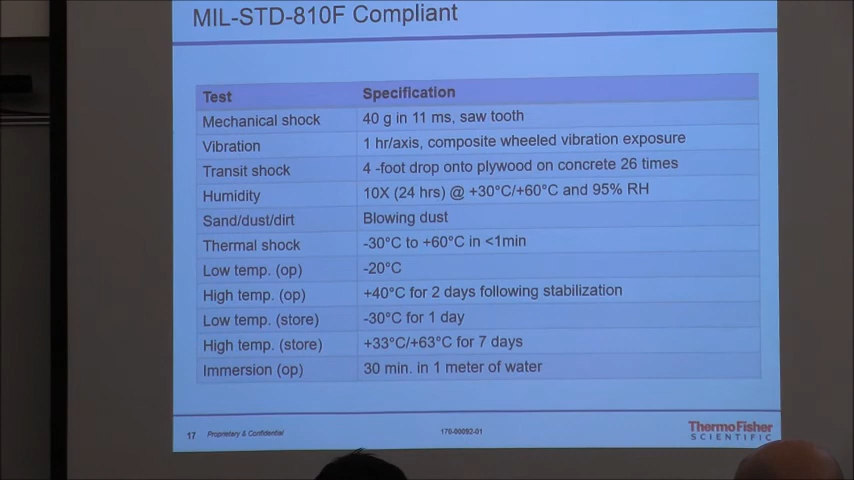 MIL-STD-810F Compliant
Test Specification
Mechanical shock 40 g in 11 ms, saw tooth
Vibration 1 hr/axis, composite wheeled vibration exposure
Transit shock 4 -foot drop onto plywood on concrete 26 times
Humidity 10X (24 hrs) @ +30°C/+60°C and 95% RH
Sand/dust/dirt Blowing dust
Thermal shock -30°C to +60°C in <1min
Low temp. (op) -20°C
High temp. (op) +40°C for 2 days following stabilization
Low temp. (store) -30°C for 1 day
High temp. (store) +33°C/+63°C for 7 days
Immersion (op) 30 min. in 1 meter of water
17 Proprietary & Confidential 170-00092-01 ThermoFisher
SCIENTIFIC